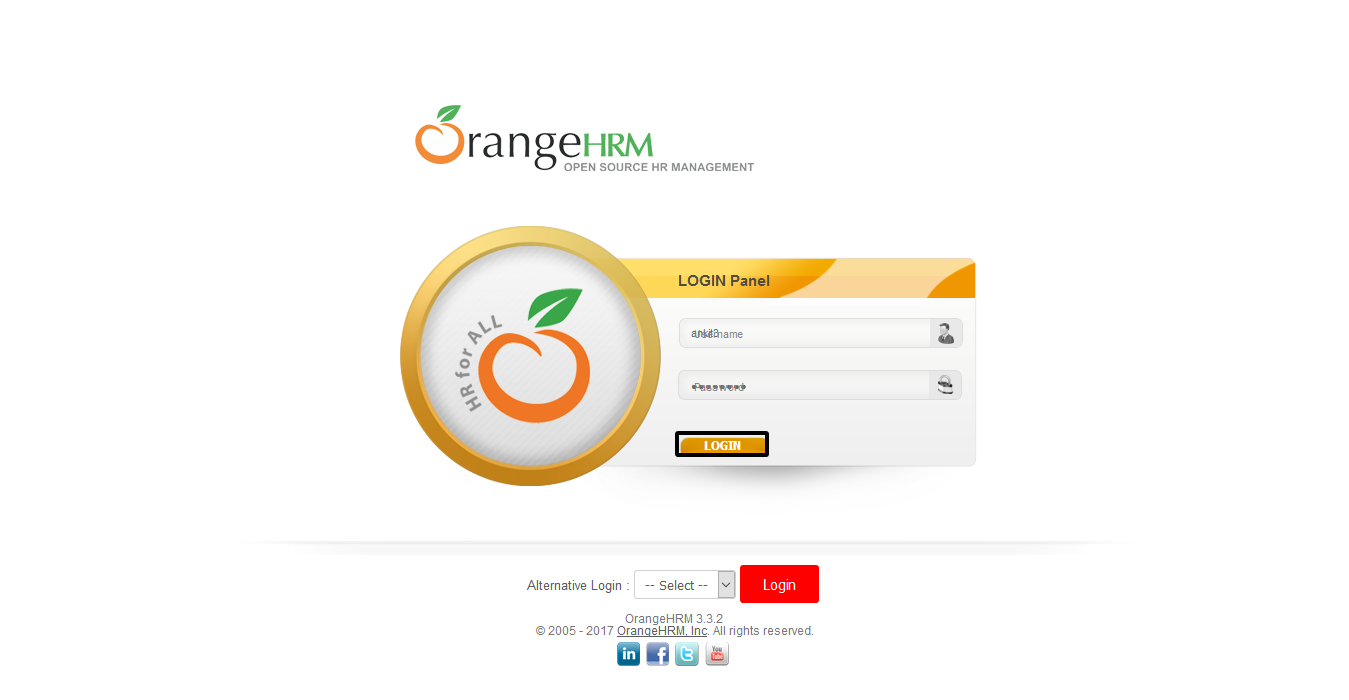 OrangeHRM
OPEN SOURCE HR MANAGEMENT
LOGIN Panel
HR for ALL
Username
Password
LOGIN
Alternative Login : -- Select -- Login
OrangeHRM 3.3.2
© 2005 - 2017 OrangeHRM, Inc. All rights reserved.
in f t You Tube